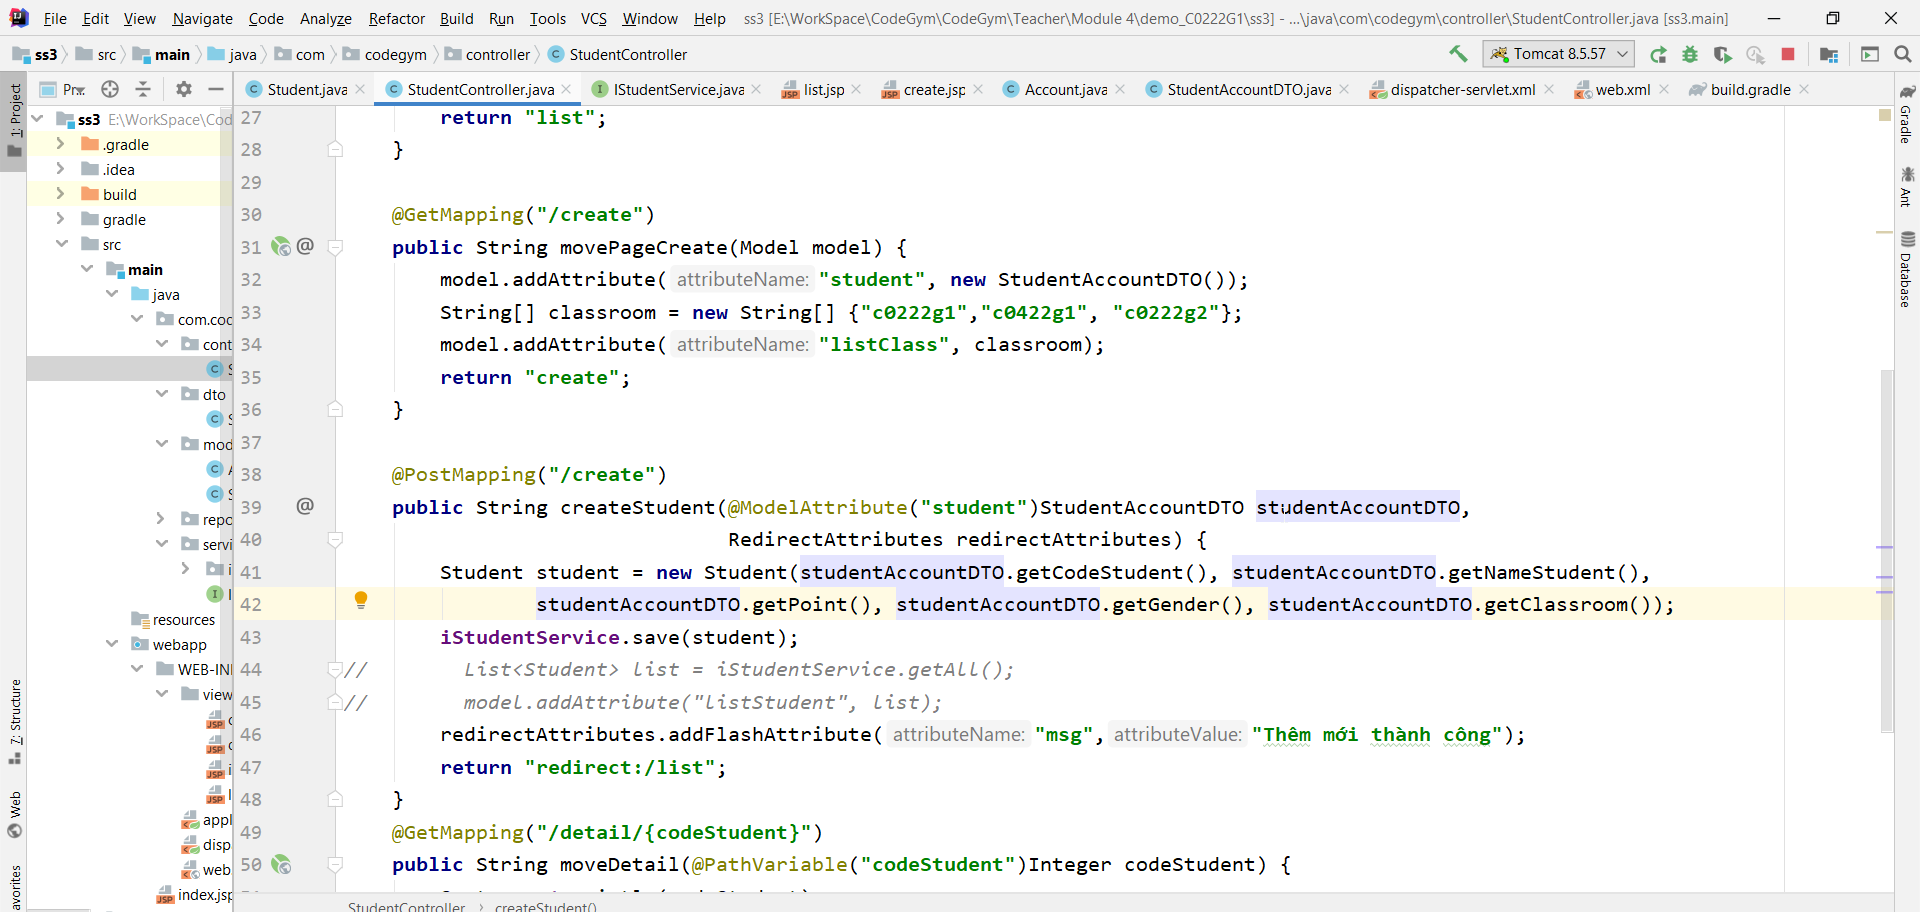 File Edit View Navigate Code Analyze Refactor Build Run Tools VCS Window Help ss3 [E:\WorkSpace\CodeGym\CodeGym\Teacher\Module 4\demo_C0222G1\ss3] - ...\java\com\codegym\controller\StudentController.java [ss3.main]
ss3 src main java com codegym controller StudentController Tomcat 8.5.57
Student.java StudentController.java IStudentService.java list.jsp create.jsp Account.java StudentAccountDTO.java dispatcher-servlet.xml web.xml build.gradle
1: Project
7: Structure
Web
Gradle
Ant
Database
ss3 E:\WorkSpace\Cod
.gradle
.idea
build
gradle
src
main
java
com.coc
cont
dto
mod
repo
servi
resources
webapp
WEB-IN
view
appl
disp
web.
index.jsp
27 return "list";
28 }
29
30 @GetMapping("/create")
31 public String movePageCreate(Model model) {
32 model.addAttribute( attributeName: "student", new StudentAccountDTO());
33 String[] classroom = new String[] {"c0222g1","c0422g1", "c0222g2"};
34 model.addAttribute( attributeName: "listClass", classroom);
35 return "create";
36 }
37
38 @PostMapping("/create")
39 public String createStudent(@ModelAttribute("student")StudentAccountDTO studentAccountDTO,
40 RedirectAttributes redirectAttributes) {
41 Student student = new Student(studentAccountDTO.getCodeStudent(), studentAccountDTO.getNameStudent(),
42 studentAccountDTO.getPoint(), studentAccountDTO.getGender(), studentAccountDTO.getClassroom());
43 iStudentService.save(student);
44 // List<Student> list = iStudentService.getAll();
45 // model.addAttribute("listStudent", list);
46 redirectAttributes.addFlashAttribute( attributeName: "msg", attributeValue: "Thêm mới thành công");
47 return "redirect:/list";
48 }
49 @GetMapping("/detail/{codeStudent}")
50 public String moveDetail(@PathVariable("codeStudent")Integer codeStudent) {
StudentController › createStudent()